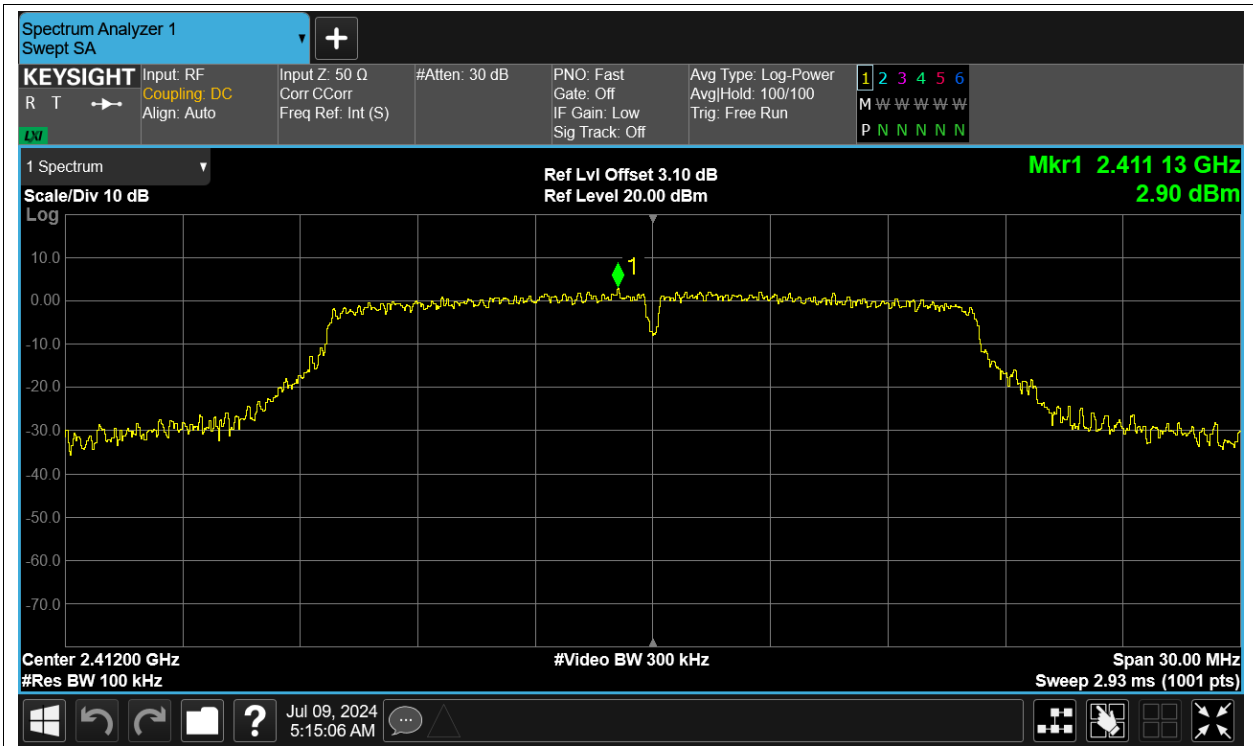 Spectrum Analyzer 1
Swept SA
▼
+
KEYSIGHT
R T
LXI
Input: RF
Coupling: DC
Align: Auto
Input Z: 50 Ω
Corr CCorr
Freq Ref: Int (S)
#Atten: 30 dB
PNO: Fast
Gate: Off
IF Gain: Low
Sig Track: Off
Avg Type: Log-Power
Avg|Hold: 100/100
Trig: Free Run
1 2 3 4 5 6
M W W W W W W
P N N N N N
1 Spectrum ▼
Scale/Div 10 dB
Log
Ref Lvl Offset 3.10 dB
Ref Level 20.00 dBm
Mkr1 2.411 13 GHz
2.90 dBm
1
10.0
0.00
-10.0
-20.0
-30.0
-40.0
-50.0
-60.0
-70.0
Center 2.41200 GHz
#Res BW 100 kHz
#Video BW 300 kHz
Span 30.00 MHz
Sweep 2.93 ms (1001 pts)
?
Jul 09, 2024
5:15:06 AM